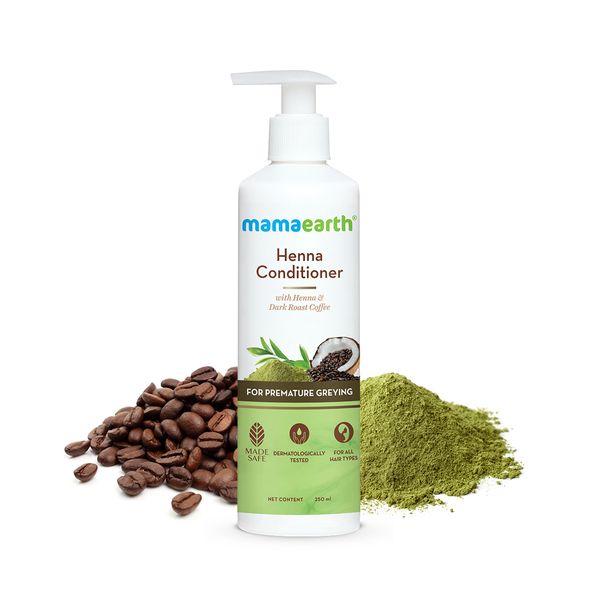 mamaearth®
Henna
Conditioner
with Henna &
Dark Roast Coffee
FOR PREMATURE GREYING
MADE
SAFE
DERMATOLOGICALLY
TESTED
FOR ALL
HAIR TYPES
NET CONTENT 250 ml